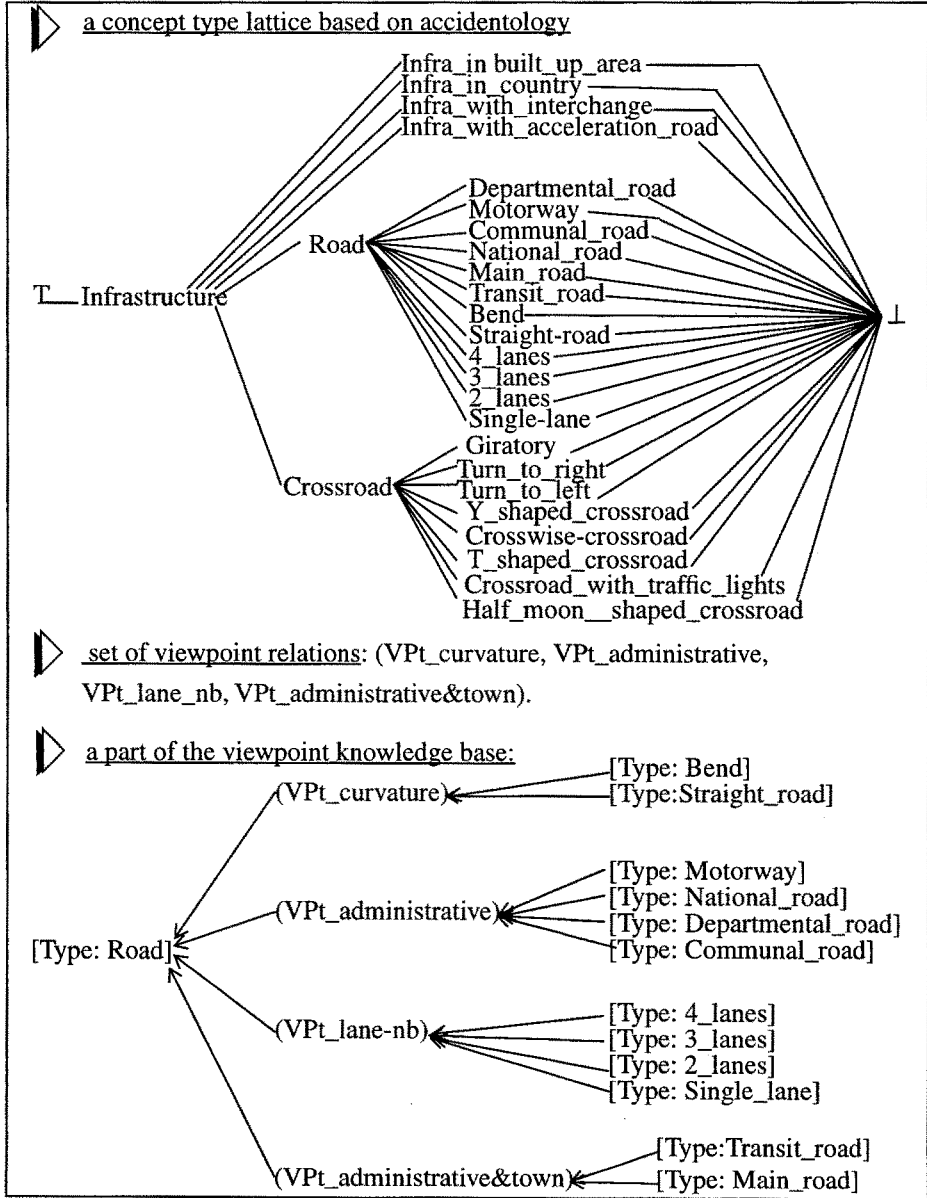 a concept type lattice based on accidentology
Infra_in built_up_area
Infra_in_country
Infra_with_interchange
Infra_with_acceleration_road
Departmental_road
Motorway
Communal_road
Road
National_road
Main_road
Transit_road
T Infrastructure
Bend
⊥
Straight-road
4_lanes
3_lanes
2_lanes
Single-lane
Giratory
Turn_to_right
Crossroad
Turn_to_left
Y_shaped_crossroad
Crosswise-crossroad
T_shaped_crossroad
Crossroad_with_traffic_lights
Half_moon__shaped_crossroad
set of viewpoint relations: (VPt_curvature, VPt_administrative,
VPt_lane_nb, VPt_administrative&town).
a part of the viewpoint knowledge base:
[Type: Bend]
(VPt_curvature)
[Type:Straight_road]
[Type: Motorway]
[Type: National_road]
(VPt_administrative)
[Type: Departmental_road]
[Type: Communal_road]
[Type: Road]
[Type: 4_lanes]
(VPt_lane-nb)
[Type: 3_lanes]
[Type: 2_lanes]
[Type: Single_lane]
[Type:Transit_road]
(VPt_administrative&town)
[Type: Main_road]